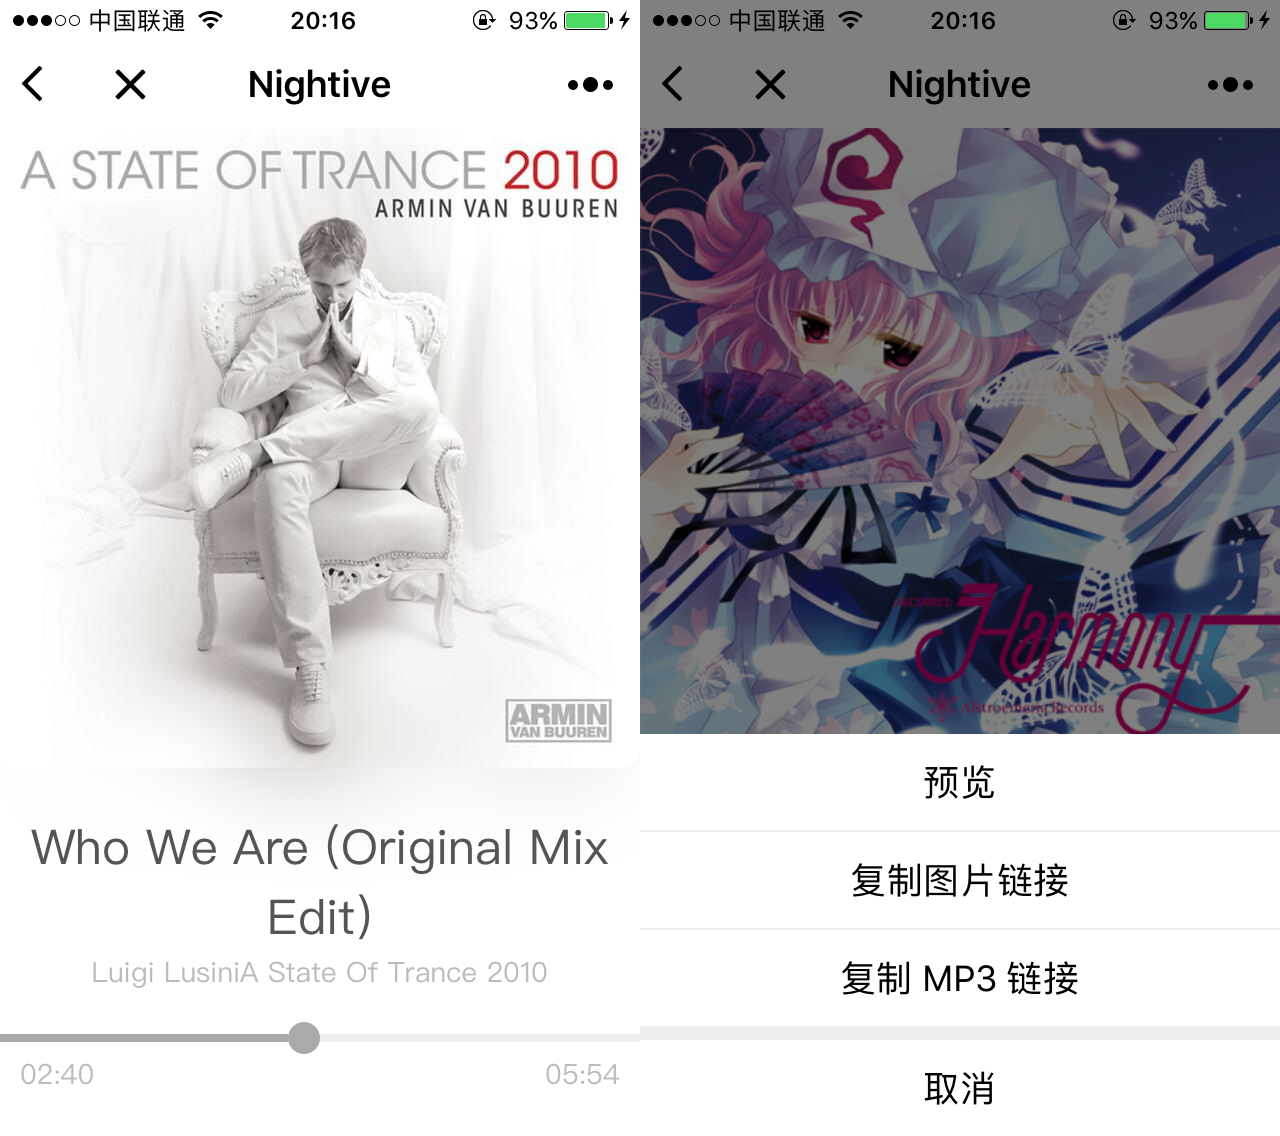 中国联通 20:16 93%
Nightive
A STATE OF TRANCE 2010
ARMIN VAN BUUREN
ARMIN
VAN BUUREN
Who We Are (Original Mix
Edit)
Luigi LusiniA State Of Trance 2010
02:40 05:54
中国联通 20:16 93%
Nightive
Harmony
Alstroemeria Records
预览
复制图片链接
复制 MP3 链接
取消